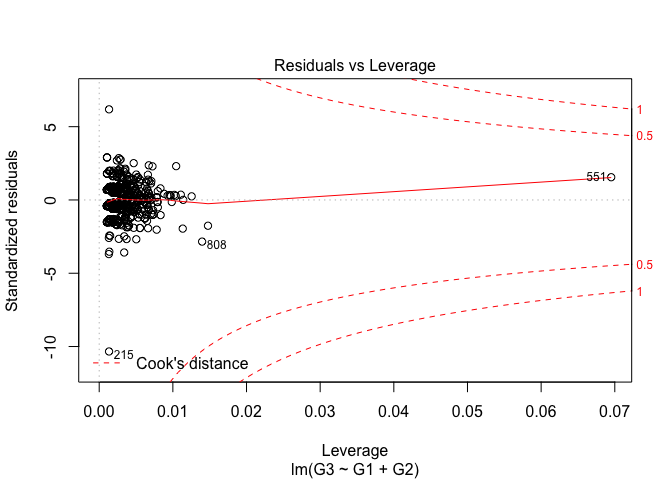 Residuals vs Leverage
Standardized residuals
5
0
-5
-10
1
0.5
0.5
1
551
808
215
Cook's distance
0.00 0.01 0.02 0.03 0.04 0.05 0.06 0.07
Leverage
lm(G3 ~ G1 + G2)